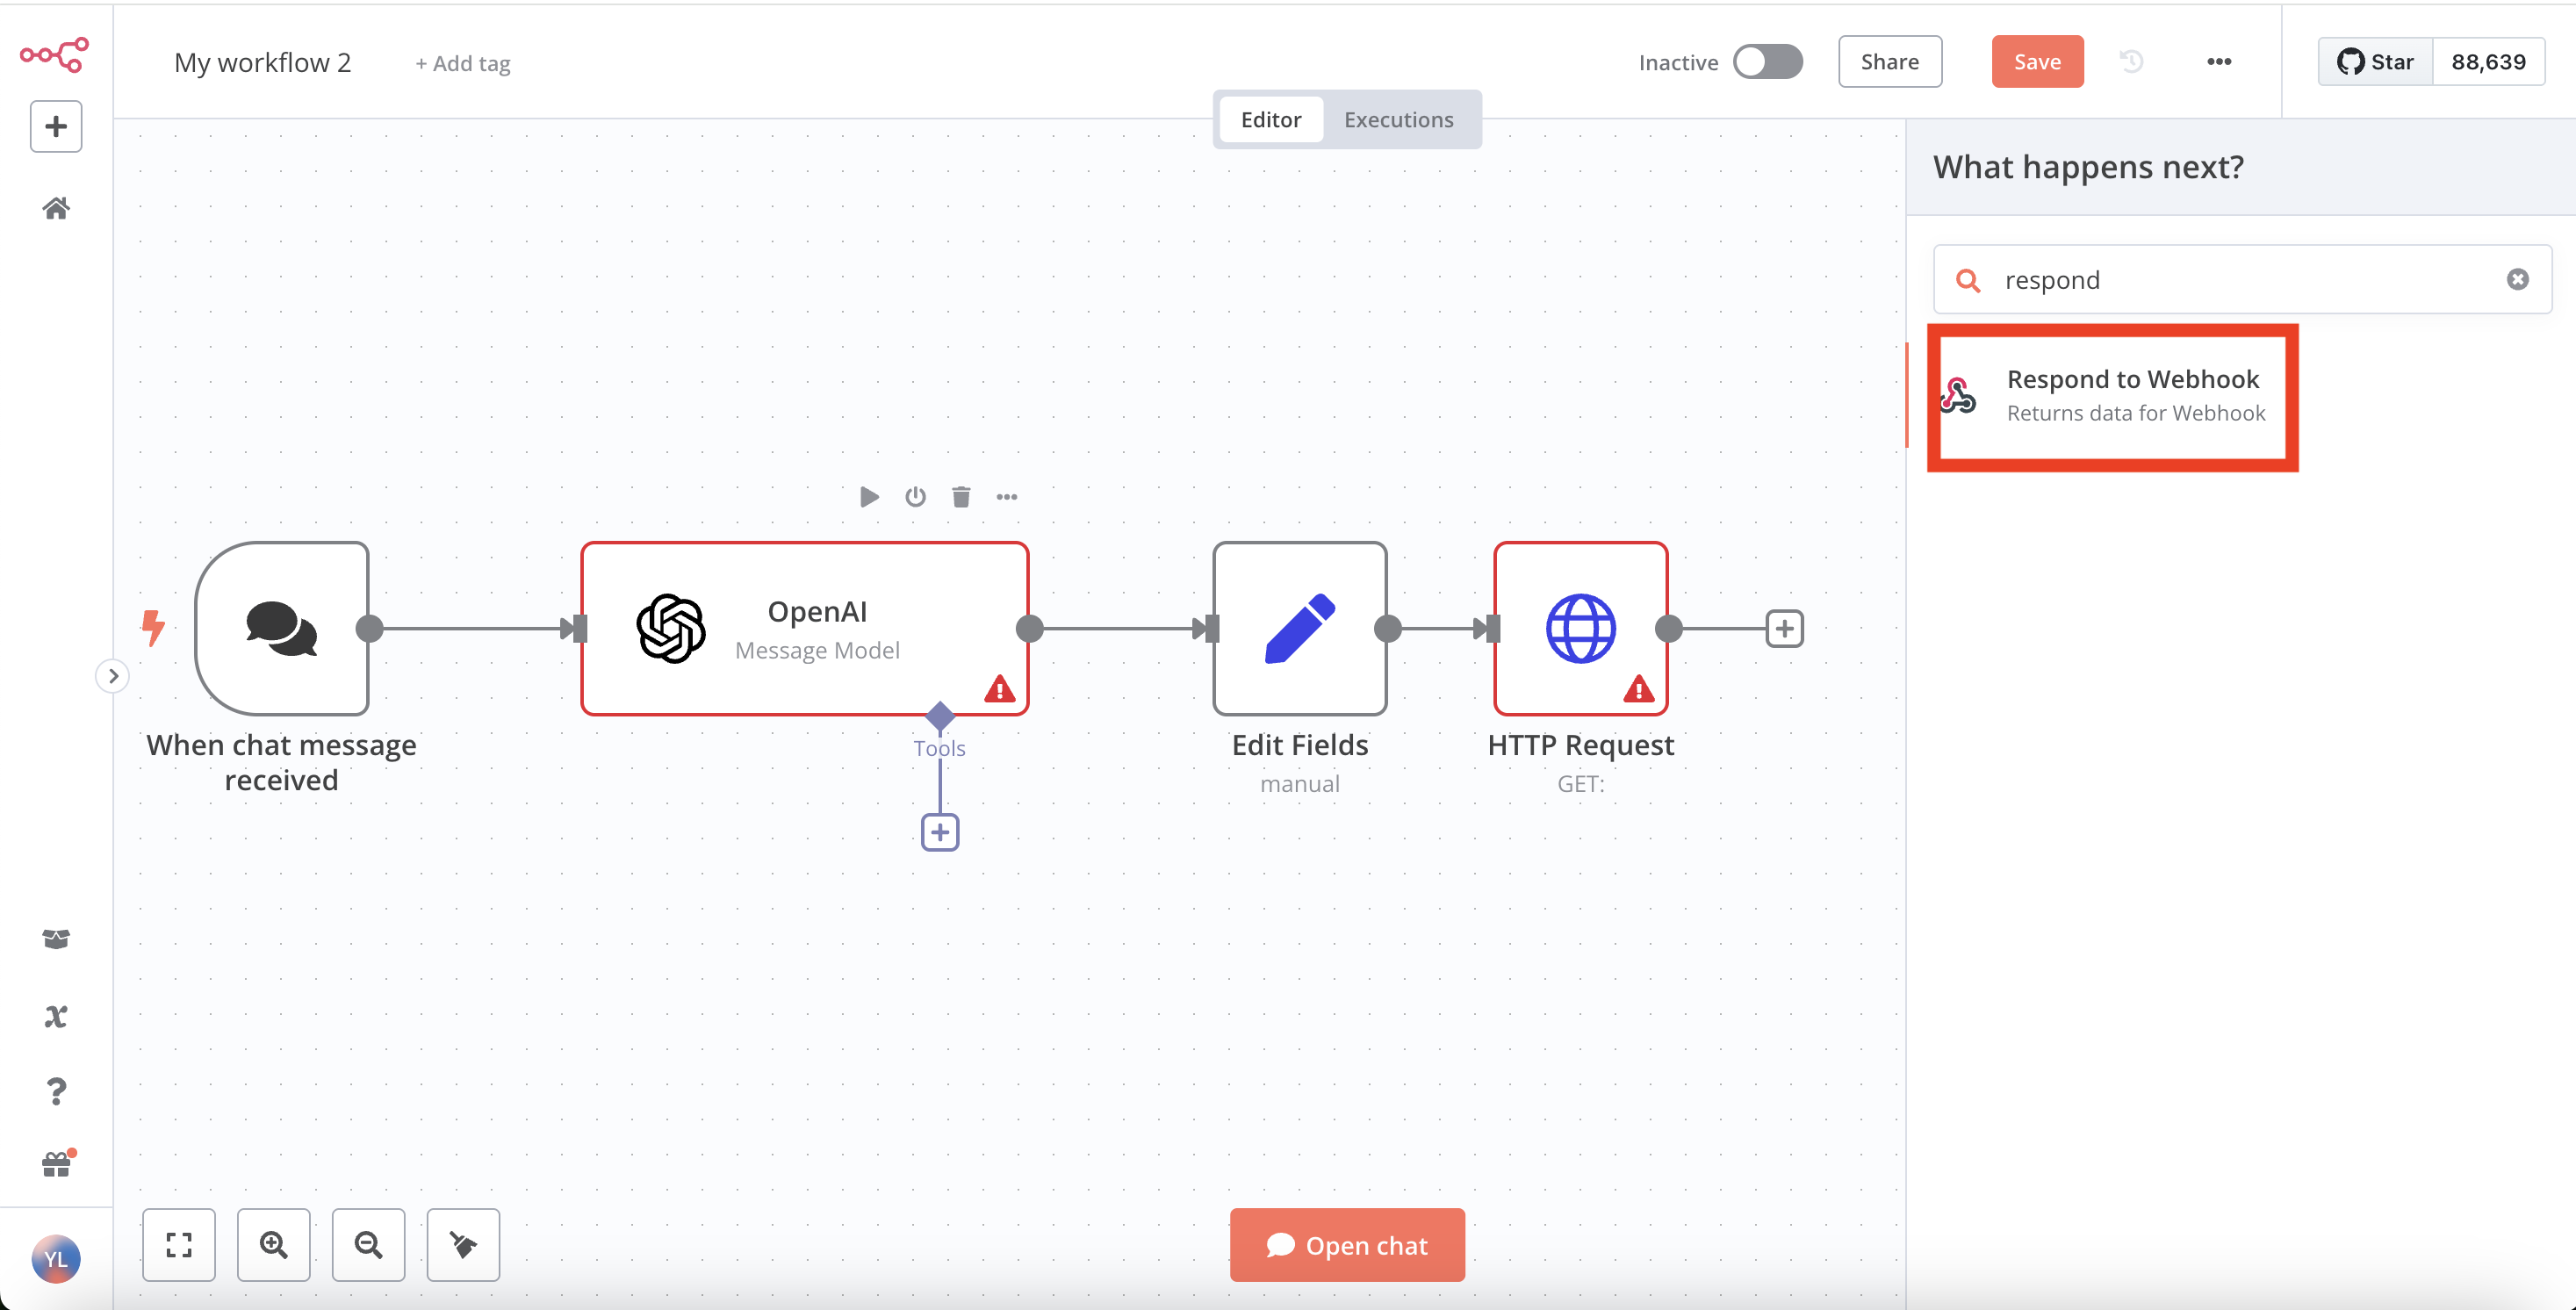 My workflow 2
+ Add tag
Inactive
Share
Save
Star
88,639
Editor
Executions
What happens next?
respond
Respond to Webhook
Returns data for Webhook
OpenAI
Message Model
Tools
When chat message
received
Edit Fields
manual
HTTP Request
GET:
YL
Open chat